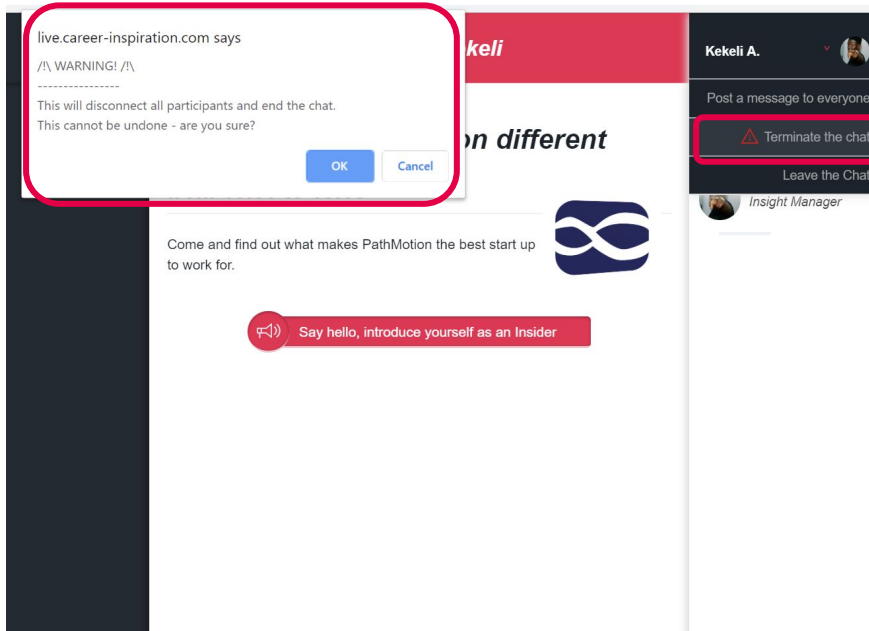 live.career-inspiration.com says
/!\ WARNING! /!\
----------------
This will disconnect all participants and end the chat.
This cannot be undone - are you sure?
OK
Cancel
keli
on different
Kekeli A.
Post a message to everyone
Terminate the chat
Leave the Chat
Insight Manager
Come and find out what makes PathMotion the best start up
to work for.
Say hello, introduce yourself as an Insider